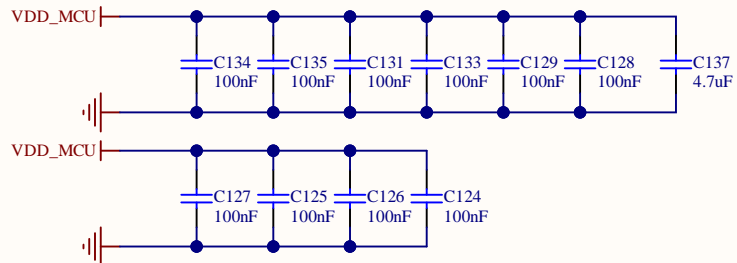 VDD_MCU
C134 C135 C131 C133 C129 C128 C137
100nF 100nF 100nF 100nF 100nF 100nF 4.7uF
VDD_MCU
C127 C125 C126 C124
100nF 100nF 100nF 100nF